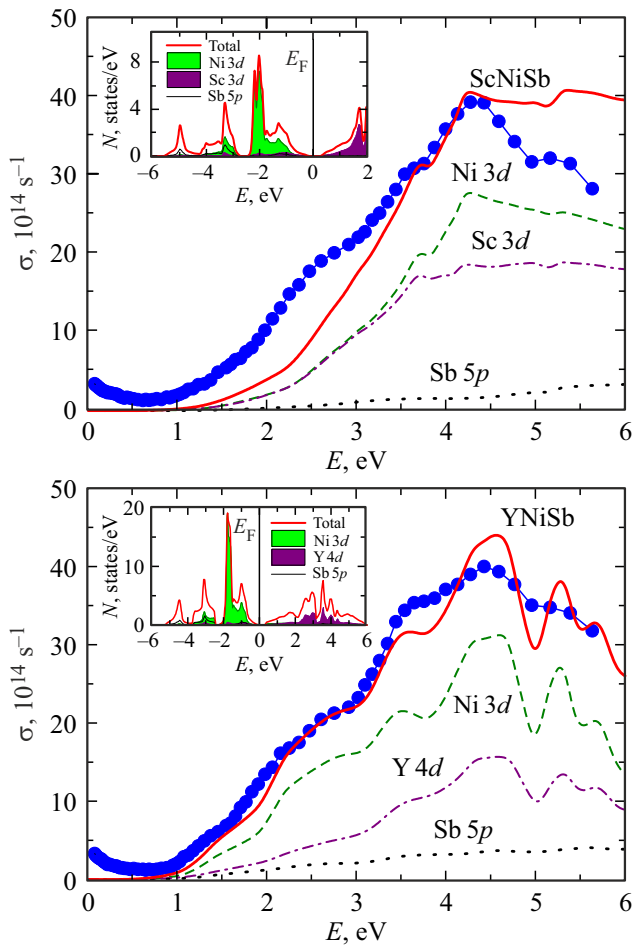 50
40
30
20
10
0
σ, 10¹⁴ s⁻¹
8
4
0
N, states/eV
Total
Ni 3d
Sc 3d
Sb 5p
E_F
−6 −4 −2 0 2
E, eV
ScNiSb
Ni 3d
Sc 3d
Sb 5p
0 1 2 3 4 5 6
E, eV
50
40
30
20
10
0
σ, 10¹⁴ s⁻¹
20
10
0
N, states/eV
E_F
Total
Ni 3d
Y 4d
Sb 5p
−6 −4 −2 0 2 4 6
E, eV
YNiSb
Ni 3d
Y 4d
Sb 5p
0 1 2 3 4 5 6
E, eV